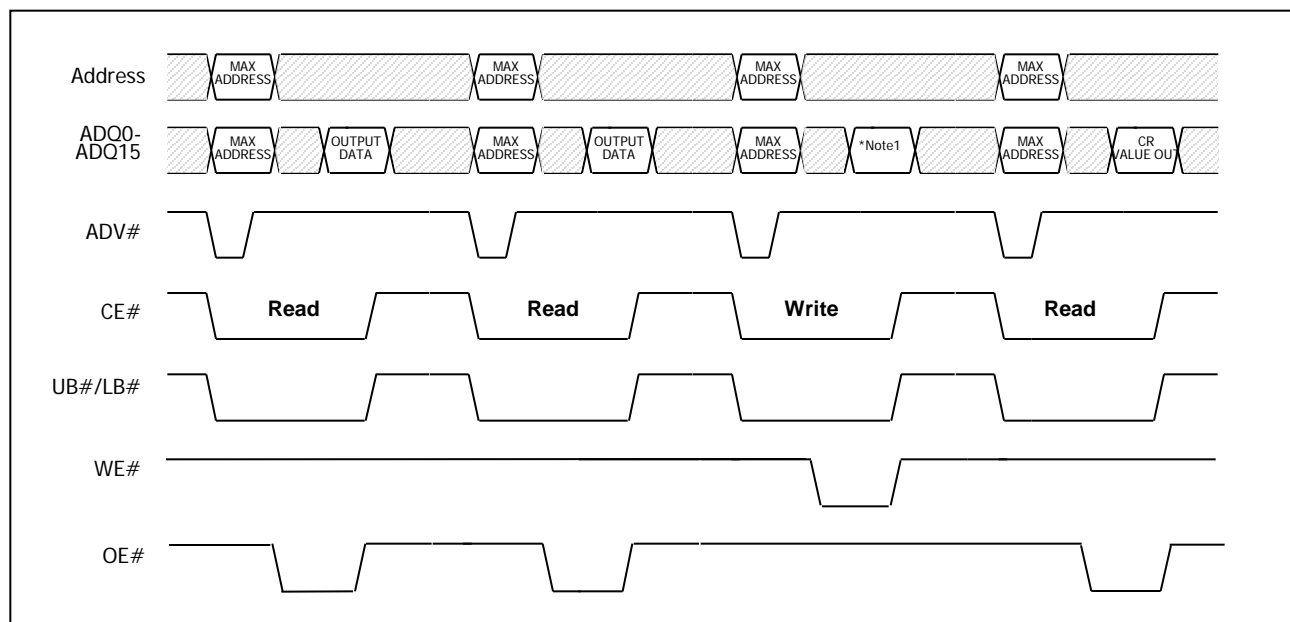 Address
MAX
ADDRESS
MAX
ADDRESS
MAX
ADDRESS
MAX
ADDRESS
ADQ0-
ADQ15
MAX
ADDRESS
OUTPUT
DATA
MAX
ADDRESS
OUTPUT
DATA
MAX
ADDRESS
*Note1
MAX
ADDRESS
CR
VALUE OUT
ADV#
CE#
Read
Read
Write
Read
UB#/LB#
WE#
OE#